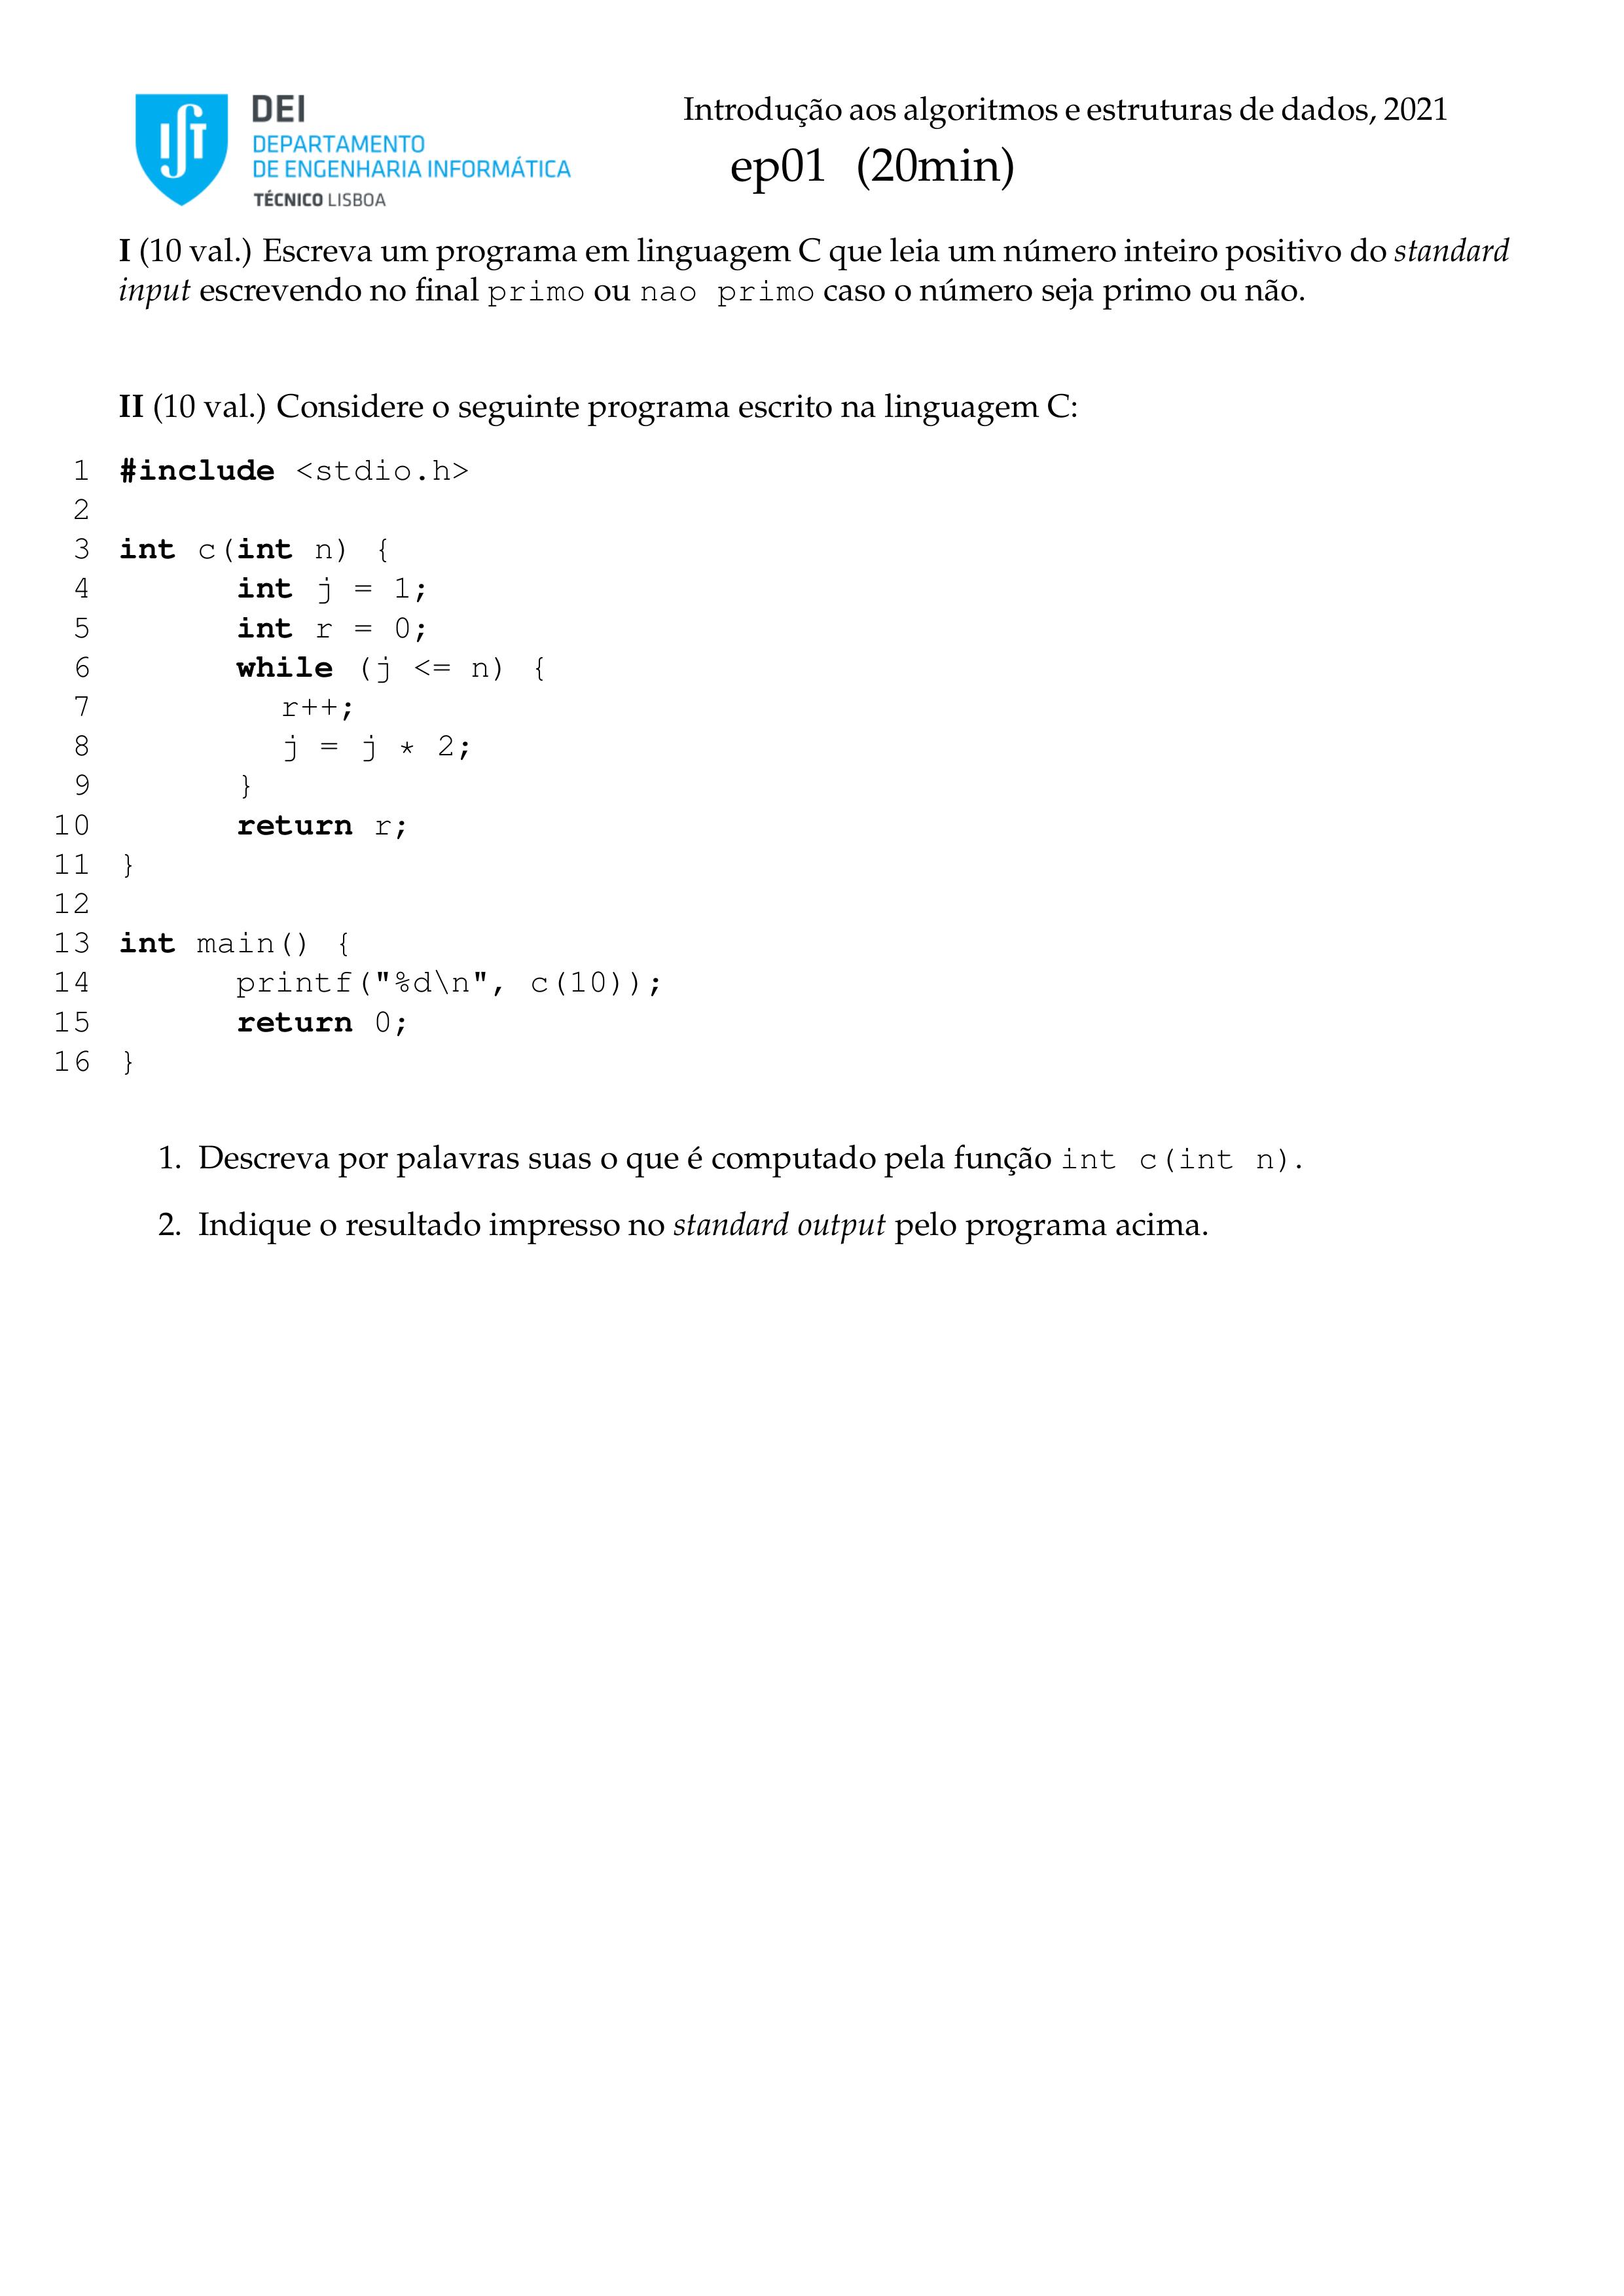 DEI
DEPARTAMENTO
DE ENGENHARIA INFORMÁTICA
TÉCNICO LISBOA
Introdução aos algoritmos e estruturas de dados, 2021
ep01 (20min)
I (10 val.) Escreva um programa em linguagem C que leia um número inteiro positivo do standard
input escrevendo no final primo ou nao primo caso o número seja primo ou não.
II (10 val.) Considere o seguinte programa escrito na linguagem C:
1 #include <stdio.h>
2
3 int c(int n) {
4 int j = 1;
5 int r = 0;
6 while (j <= n) {
7 r++;
8 j = j * 2;
9 }
10 return r;
11 }
12
13 int main() {
14 printf("%d\n", c(10));
15 return 0;
16 }
1. Descreva por palavras suas o que é computado pela função int c(int n).
2. Indique o resultado impresso no standard output pelo programa acima.